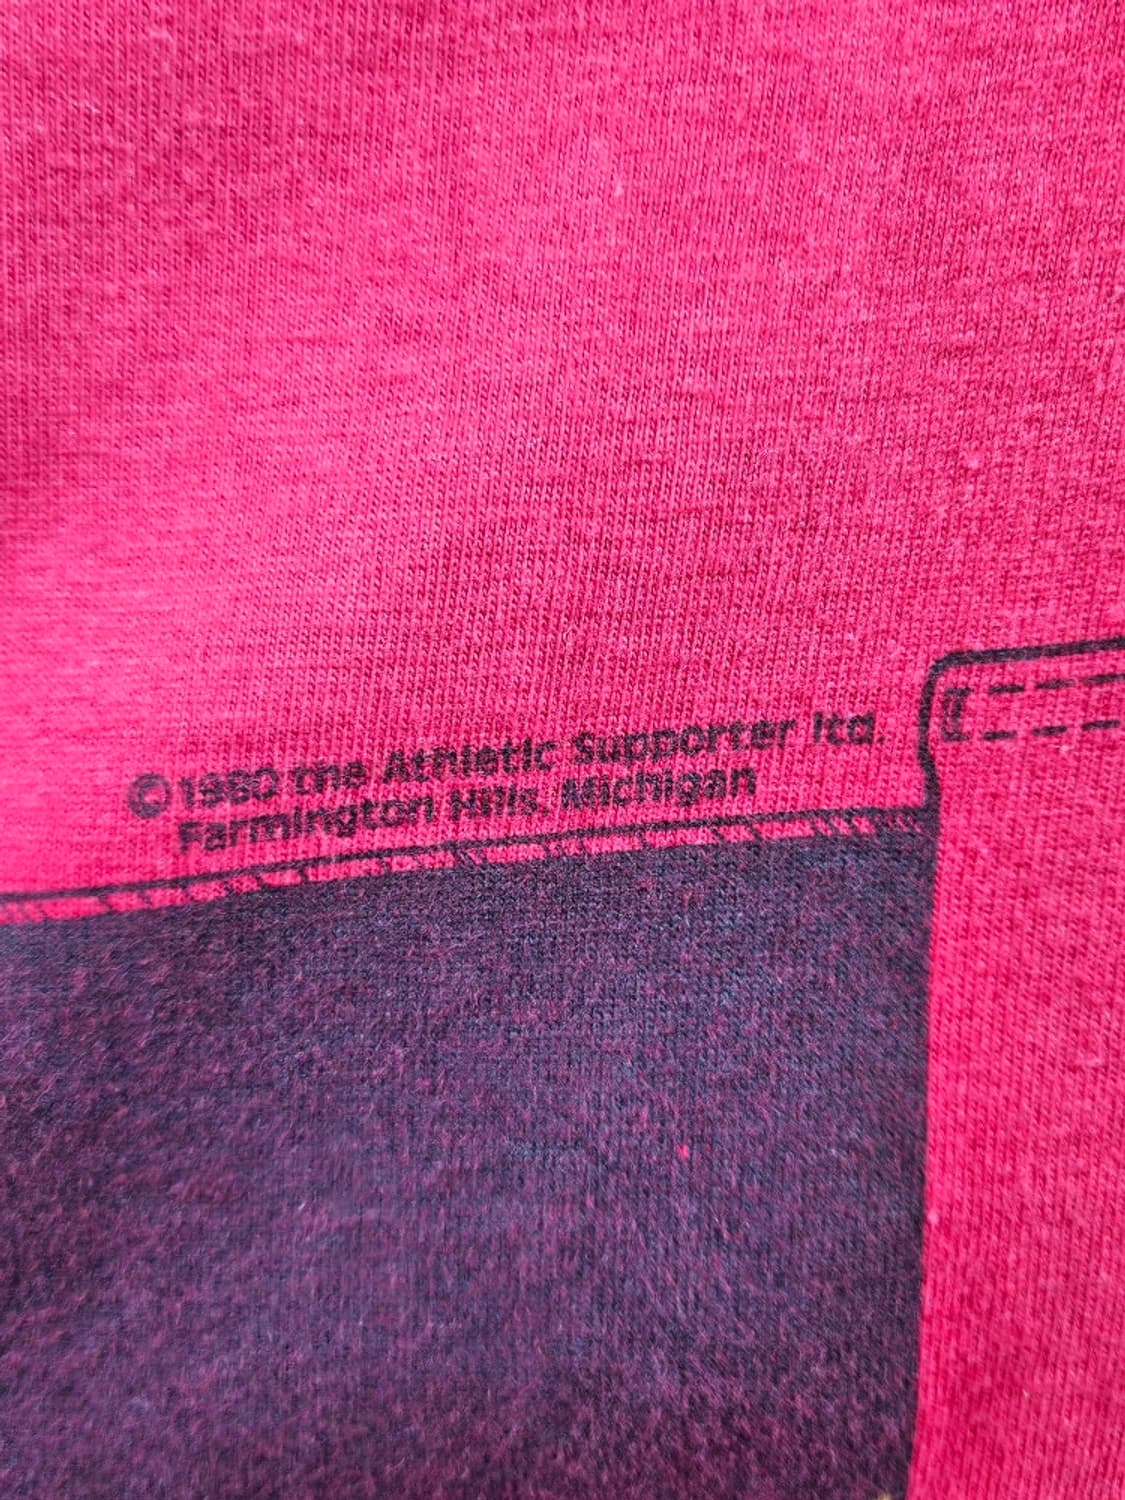 ©1980 the Athletic Supporter ltd.
Farmington Hills, Michigan